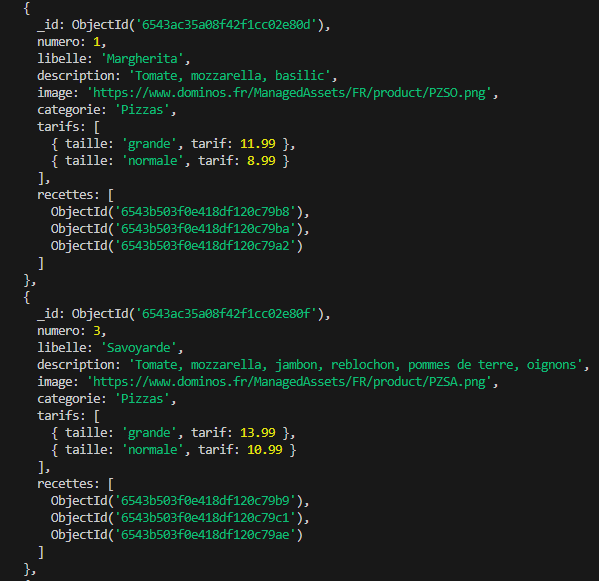 {
_id: ObjectId('6543ac35a08f42f1cc02e80d'),
numero: 1,
libelle: 'Margherita',
description: 'Tomate, mozzarella, basilic',
image: 'https://www.dominos.fr/ManagedAssets/FR/product/PZSO.png',
categorie: 'Pizzas',
tarifs: [
{ taille: 'grande', tarif: 11.99 },
{ taille: 'normale', tarif: 8.99 }
],
recettes: [
ObjectId('6543b503f0e418df120c79b8'),
ObjectId('6543b503f0e418df120c79ba'),
ObjectId('6543b503f0e418df120c79a2')
]
},
{
_id: ObjectId('6543ac35a08f42f1cc02e80f'),
numero: 3,
libelle: 'Savoyarde',
description: 'Tomate, mozzarella, jambon, reblochon, pommes de terre, oignons',
image: 'https://www.dominos.fr/ManagedAssets/FR/product/PZSA.png',
categorie: 'Pizzas',
tarifs: [
{ taille: 'grande', tarif: 13.99 },
{ taille: 'normale', tarif: 10.99 }
],
recettes: [
ObjectId('6543b503f0e418df120c79b9'),
ObjectId('6543b503f0e418df120c79c1'),
ObjectId('6543b503f0e418df120c79ae')
]
},